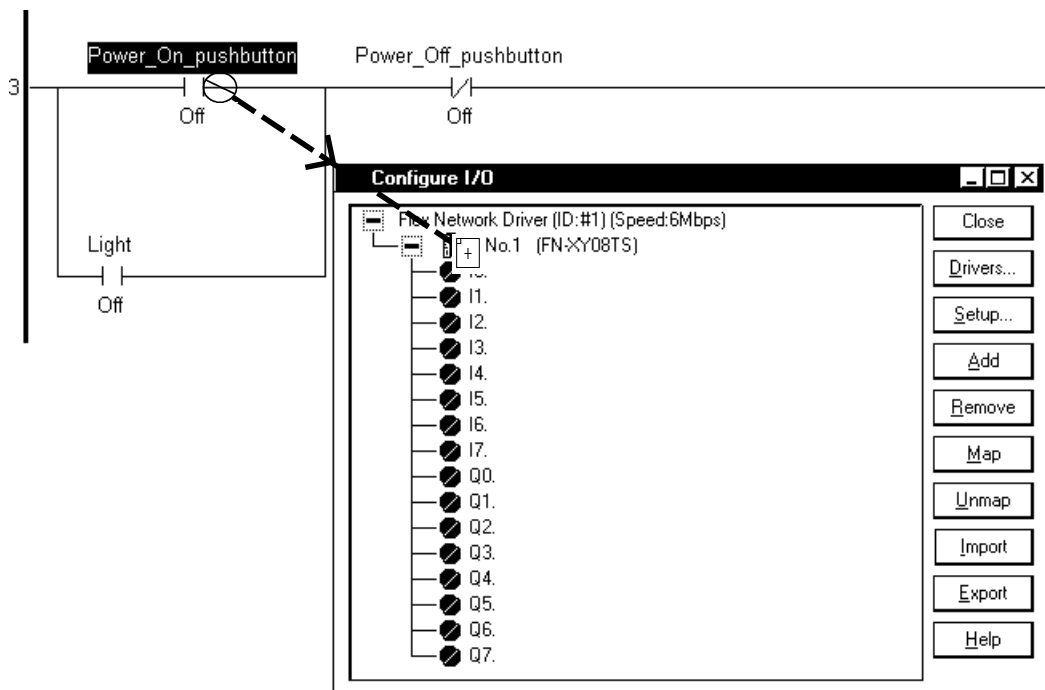 Power_On_pushbutton
Power_Off_pushbutton
3
Off
Off
Light
Off
Configure I/O
Flex Network Driver (ID:#1) (Speed:6Mbps)
No.1 (FN-XY08TS)
I0.
I1.
I2.
I3.
I4.
I5.
I6.
I7.
Q0.
Q1.
Q2.
Q3.
Q4.
Q5.
Q6.
Q7.
Close
Drivers...
Setup...
Add
Remove
Map
Unmap
Import
Export
Help